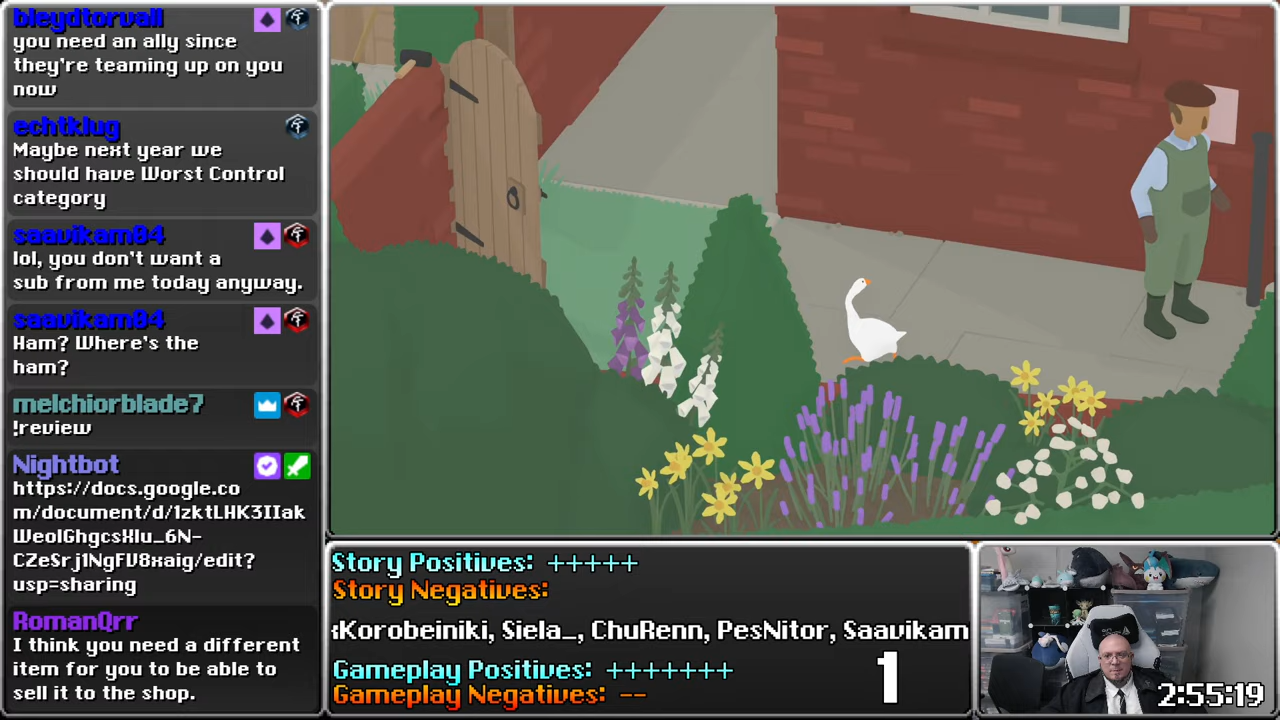 bleydtorvall
you need an ally since
they're teaming up on you
now
echtklug
Maybe next year we
should have Worst Control
category
saavikam84
lol, you don't want a
sub from me today anyway.
saavikam84
Ham? Where's the
ham?
melchiorblade7
!review
Nightbot
https://docs.google.co
m/document/d/1zktLHK3IIak
WeolGhgcsXlu_6N-
CZeSrj1NgFV8xaig/edit?
usp=sharing
RomanQrr
I think you need a different
item for you to be able to
sell it to the shop.
Story Positives: +++++
Story Negatives:
Korobeiniki, Siela_, ChuRenn, PesNitor, Saavikam
Gameplay Positives: +++++++
Gameplay Negatives: --
1
2:55:19